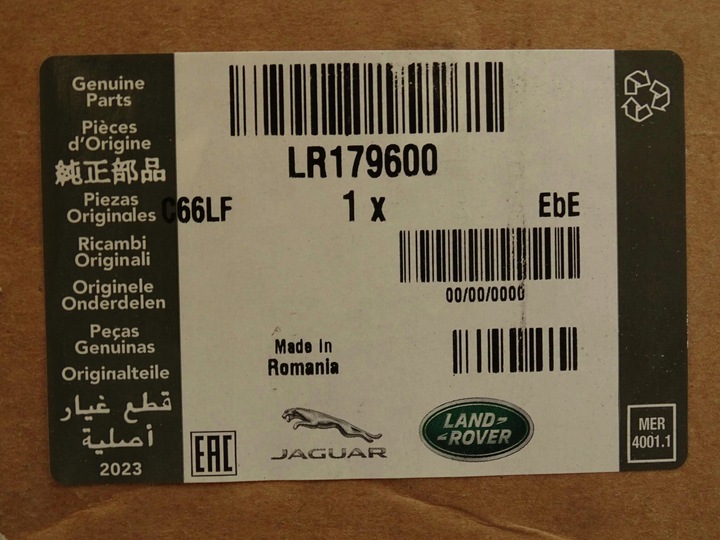 Genuine
Parts
Pièces
d'Origine
純正部品
Piezas
Originales
Ricambi
Originali
Originele
Onderdelen
Peças
Genuinas
Originalteile
قطع غيار
أصلية
2023
LR179600
C66LF 1 x EbE
00/00/0000
Made In
Romania
EAC
JAGUAR
LAND-
-ROVER
MER
4001.1